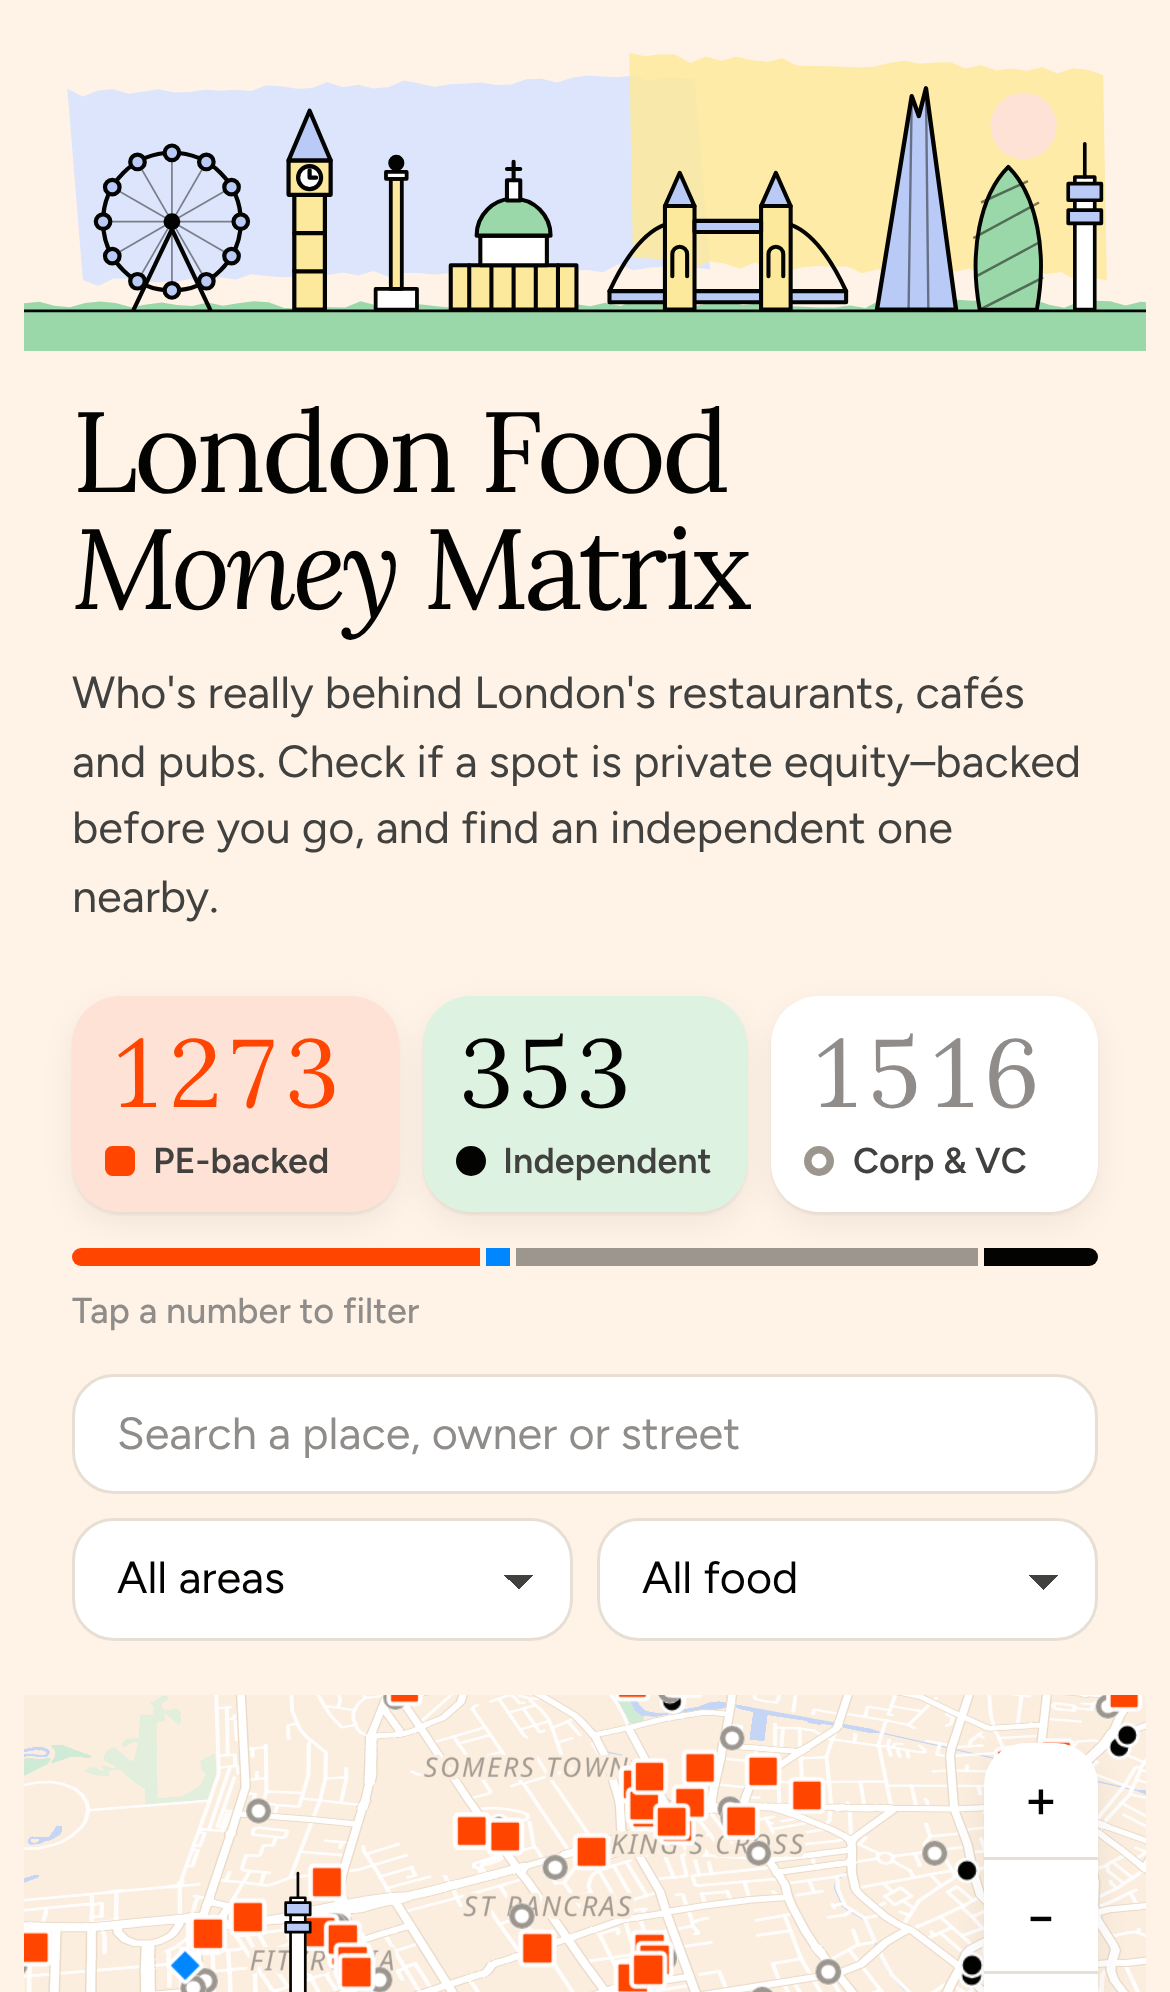 London Food
Money Matrix
Who's really behind London's restaurants, cafés
and pubs. Check if a spot is private equity–backed
before you go, and find an independent one
nearby.
1273
PE-backed
353
Independent
1516
Corp & VC
Tap a number to filter
Search a place, owner or street
All areas
All food
SOMERS TOWN
+
KING'S CROSS
ST PANCRAS
−